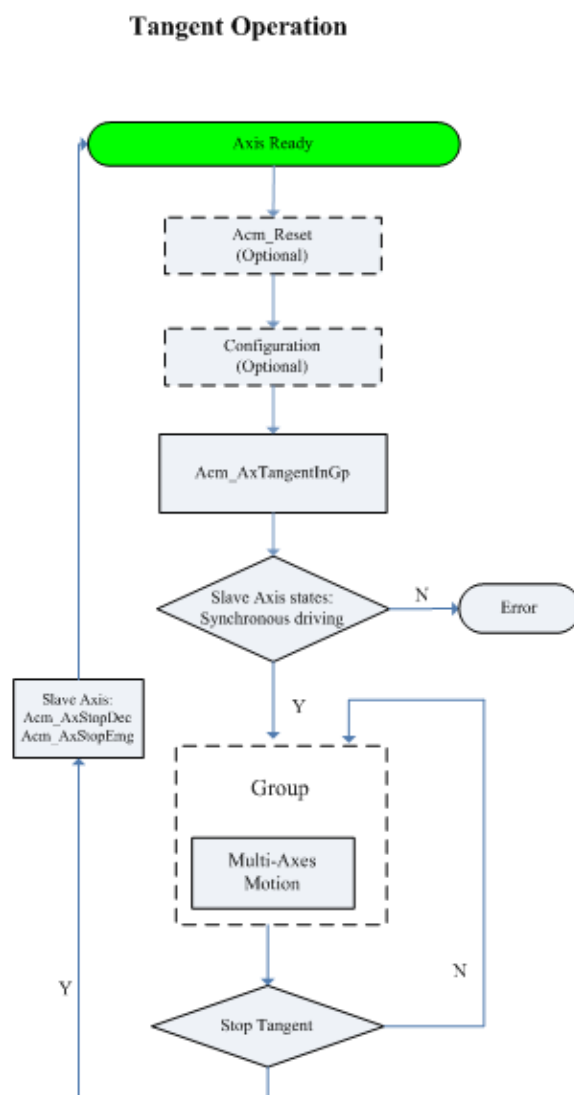 Tangent Operation
Axis Ready
Acm_Reset
(Optional)
Configuration
(Optional)
Acm_AxTangentInGp
Slave Axis states:
Synchronous driving
N
Error
Y
Slave Axis:
Acm_AxStopDec
Acm_AxStopEmg
Group
Multi-Axes
Motion
N
Y
Stop Tangent